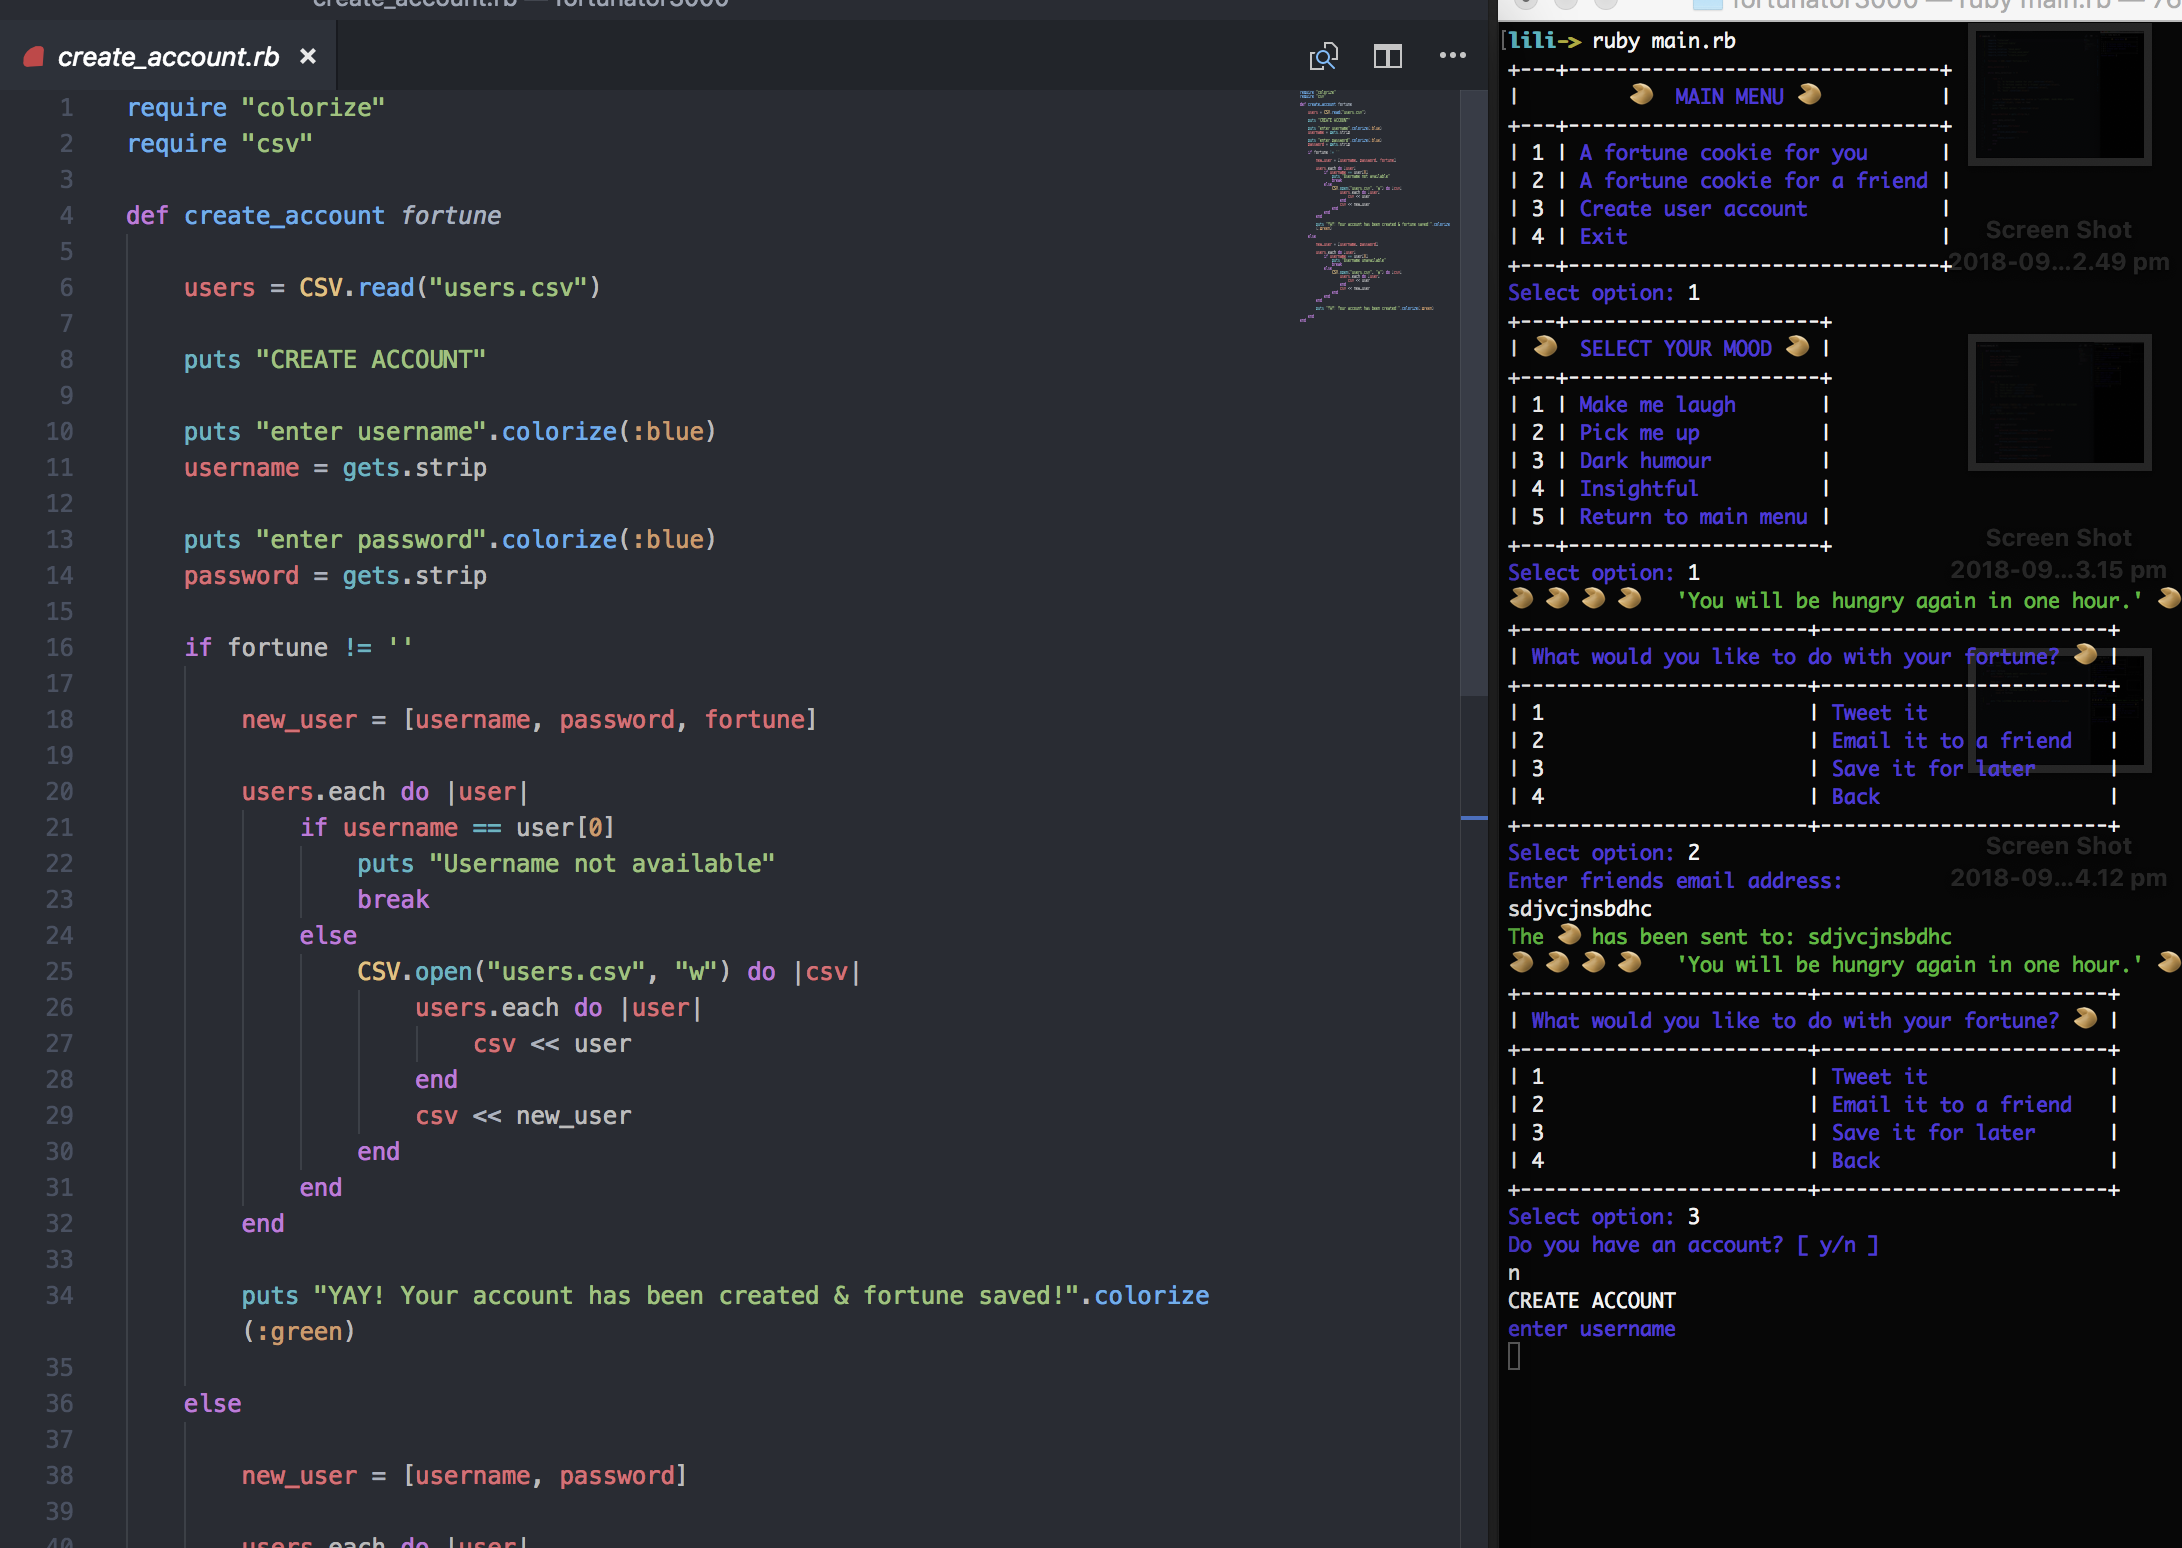 create_account.rb — fortunator3000
create_account.rb ×
1 require "colorize"
2 require "csv"
3
4 def create_account fortune
5
6 users = CSV.read("users.csv")
7
8 puts "CREATE ACCOUNT"
9
10 puts "enter username".colorize(:blue)
11 username = gets.strip
12
13 puts "enter password".colorize(:blue)
14 password = gets.strip
15
16 if fortune != ''
17
18 new_user = [username, password, fortune]
19
20 users.each do |user|
21 if username == user[0]
22 puts "Username not available"
23 break
24 else
25 CSV.open("users.csv", "w") do |csv|
26 users.each do |user|
27 csv << user
28 end
29 csv << new_user
30 end
31 end
32 end
33
34 puts "YAY! Your account has been created & fortune saved!".colorize
(:green)
35
36 else
37
38 new_user = [username, password]
39
40 users.each do |user|
fortunator3000 — ruby main.rb — 76
[lili-> ruby main.rb
+---+-------------------------------+
| MAIN MENU |
+---+-------------------------------+
| 1 | A fortune cookie for you |
| 2 | A fortune cookie for a friend |
| 3 | Create user account |
| 4 | Exit |
+---+-------------------------------+
Select option: 1
+---+---------------------+
| SELECT YOUR MOOD |
+---+---------------------+
| 1 | Make me laugh |
| 2 | Pick me up |
| 3 | Dark humour |
| 4 | Insightful |
| 5 | Return to main menu |
+---+---------------------+
Select option: 1
'You will be hungry again in one hour.'
+------------------------+------------------------+
| What would you like to do with your fortune? |
+------------------------+------------------------+
| 1 | Tweet it |
| 2 | Email it to a friend |
| 3 | Save it for later |
| 4 | Back |
+------------------------+------------------------+
Select option: 2
Enter friends email address:
sdjvcjnsbdhc
The has been sent to: sdjvcjnsbdhc
'You will be hungry again in one hour.'
+------------------------+------------------------+
| What would you like to do with your fortune? |
+------------------------+------------------------+
| 1 | Tweet it |
| 2 | Email it to a friend |
| 3 | Save it for later |
| 4 | Back |
+------------------------+------------------------+
Select option: 3
Do you have an account? [ y/n ]
n
CREATE ACCOUNT
enter username
Screen Shot
2018-09...2.49 pm
Screen Shot
2018-09...3.15 pm
Screen Shot
2018-09...4.12 pm